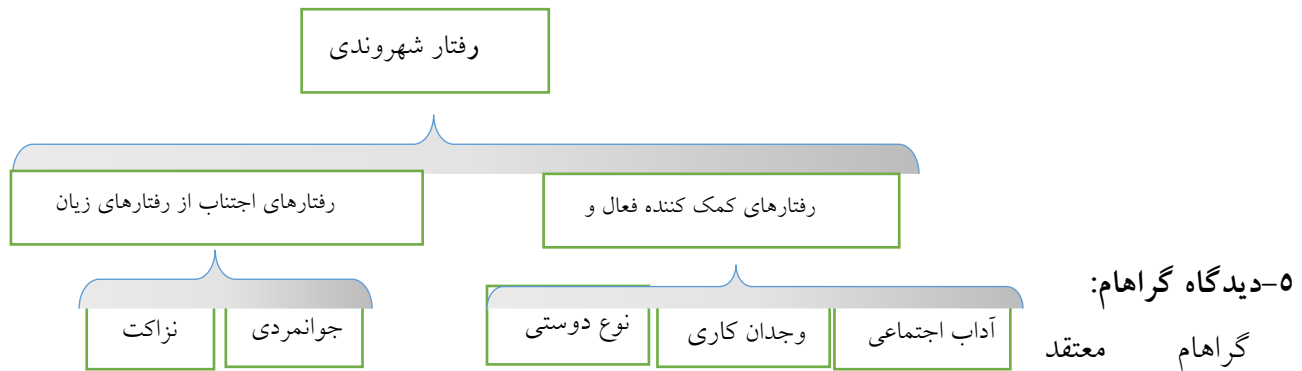 رفتار شهروندی
رفتارهای کمک کننده فعال و
رفتارهای اجتناب از رفتارهای زیان
آداب اجتماعی
وجدان کاری
نوع دوستی
جوانمردی
نزاکت
۵-دیدگاه گراهام:
گراهام معتقد